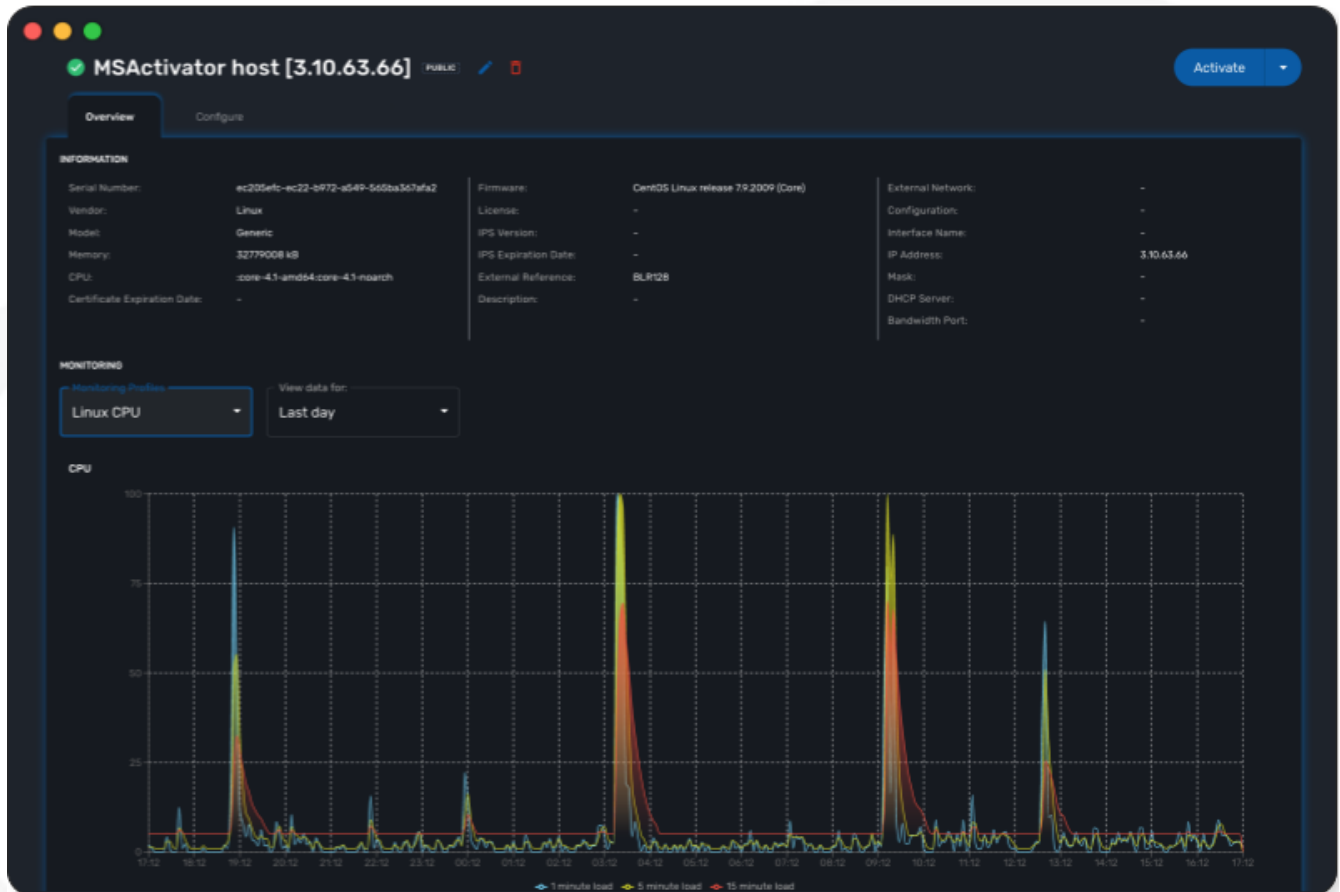 MSActivator host [3.10.63.66] PUBLIC
Activate
Overview Configure
INFORMATION
Serial Number: ec205efc-ec22-b972-a549-565ba367afa2
Vendor: Linux
Model: Generic
Memory: 32779008 kB
CPU: :core-4.1-amd64:core-4.1-noarch
Certificate Expiration Date: -
Firmware: CentOS Linux release 7.9.2009 (Core)
License: -
IPS Version: -
IPS Expiration Date: -
External Reference: BLR128
Description: -
External Network: -
Configuration: -
Interface Name: -
IP Address: 3.10.63.66
Mask: -
DHCP Server: -
Bandwidth Port: -
MONITORING
Monitoring Profiles
Linux CPU
View data for:
Last day
CPU
100
75
50
25
0
17:12 18:12 19:12 20:12 21:12 22:12 23:12 00:12 01:12 02:12 03:12 04:12 05:12 06:12 07:12 08:12 09:12 10:12 11:12 12:12 13:12 14:12 15:12 16:12 17:12
1 minute load 5 minute load 15 minute load